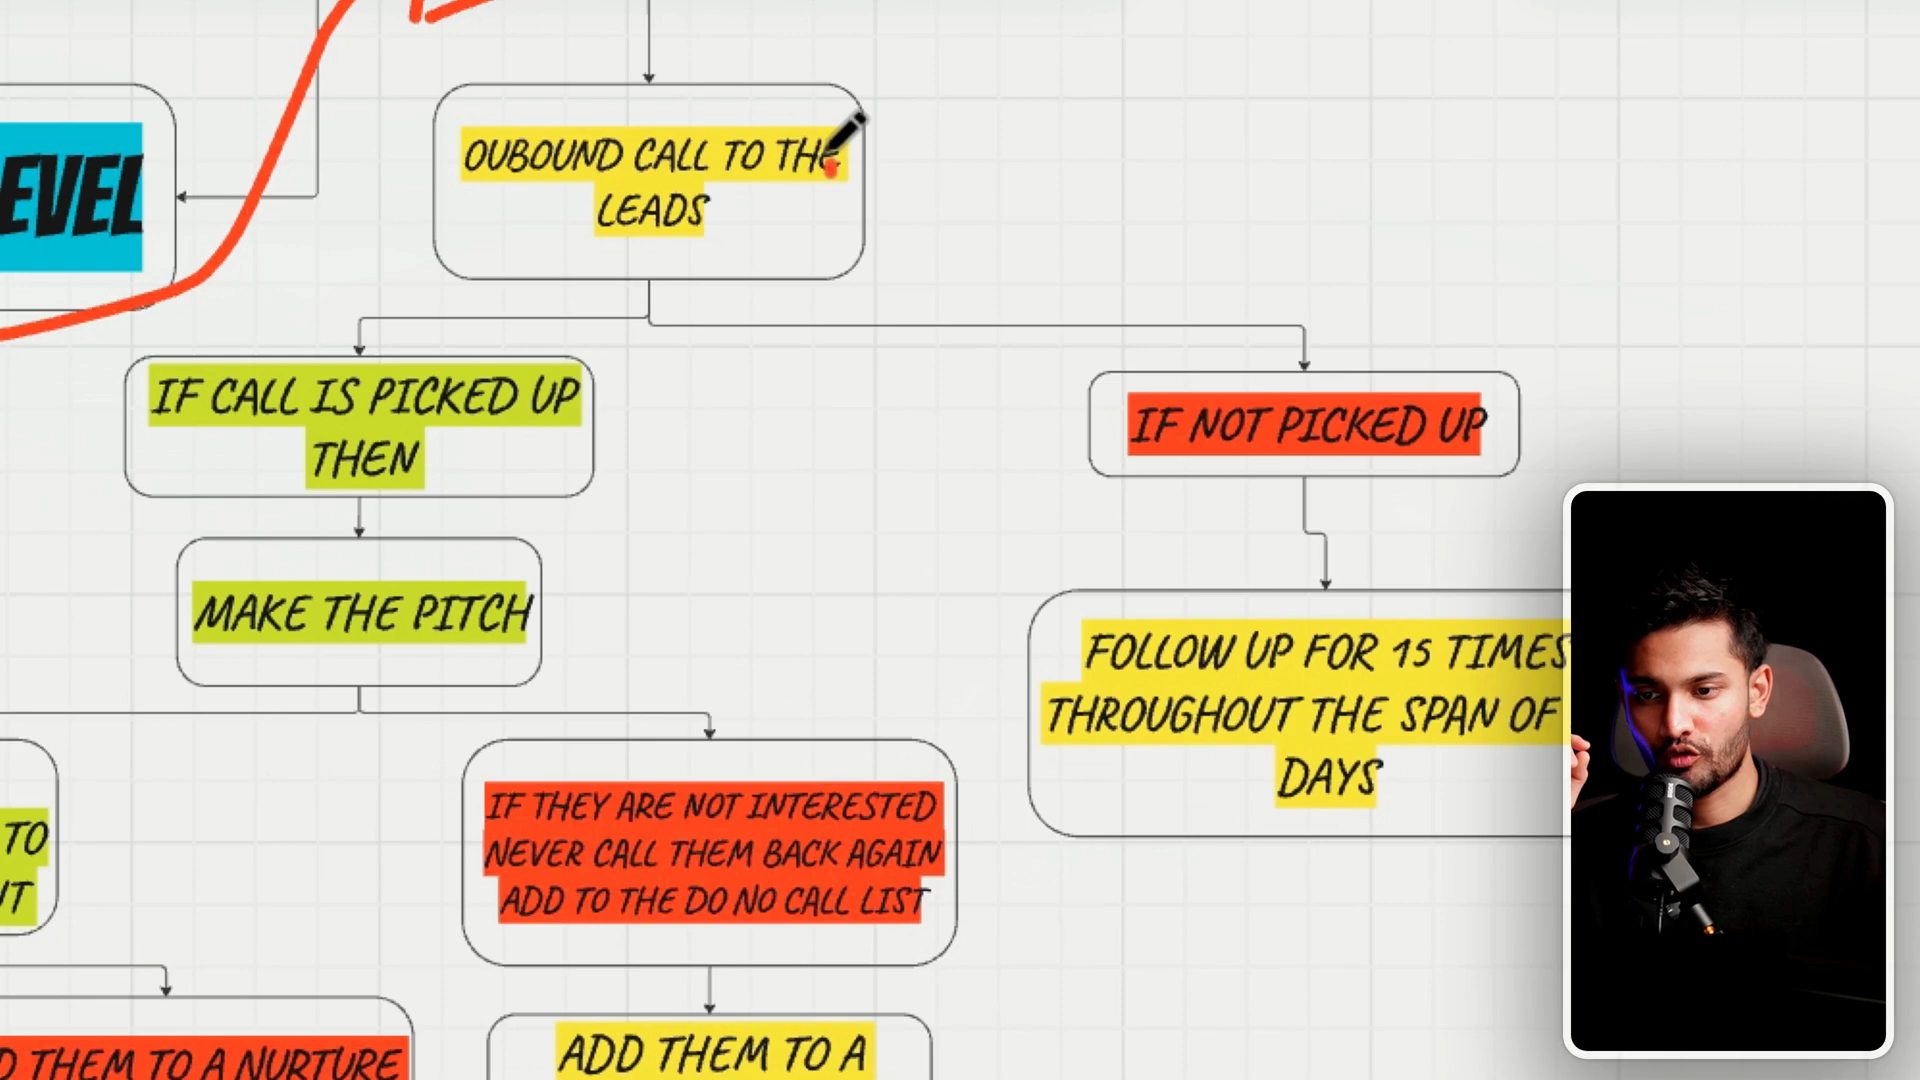 EVEL
OUBOUND CALL TO THE
LEADS
IF CALL IS PICKED UP
THEN
IF NOT PICKED UP
MAKE THE PITCH
FOLLOW UP FOR 15 TIMES
THROUGHOUT THE SPAN OF
DAYS
TO
NT
IF THEY ARE NOT INTERESTED
NEVER CALL THEM BACK AGAIN
ADD TO THE DO NO CALL LIST
D THEM TO A NURTURE
ADD THEM TO A